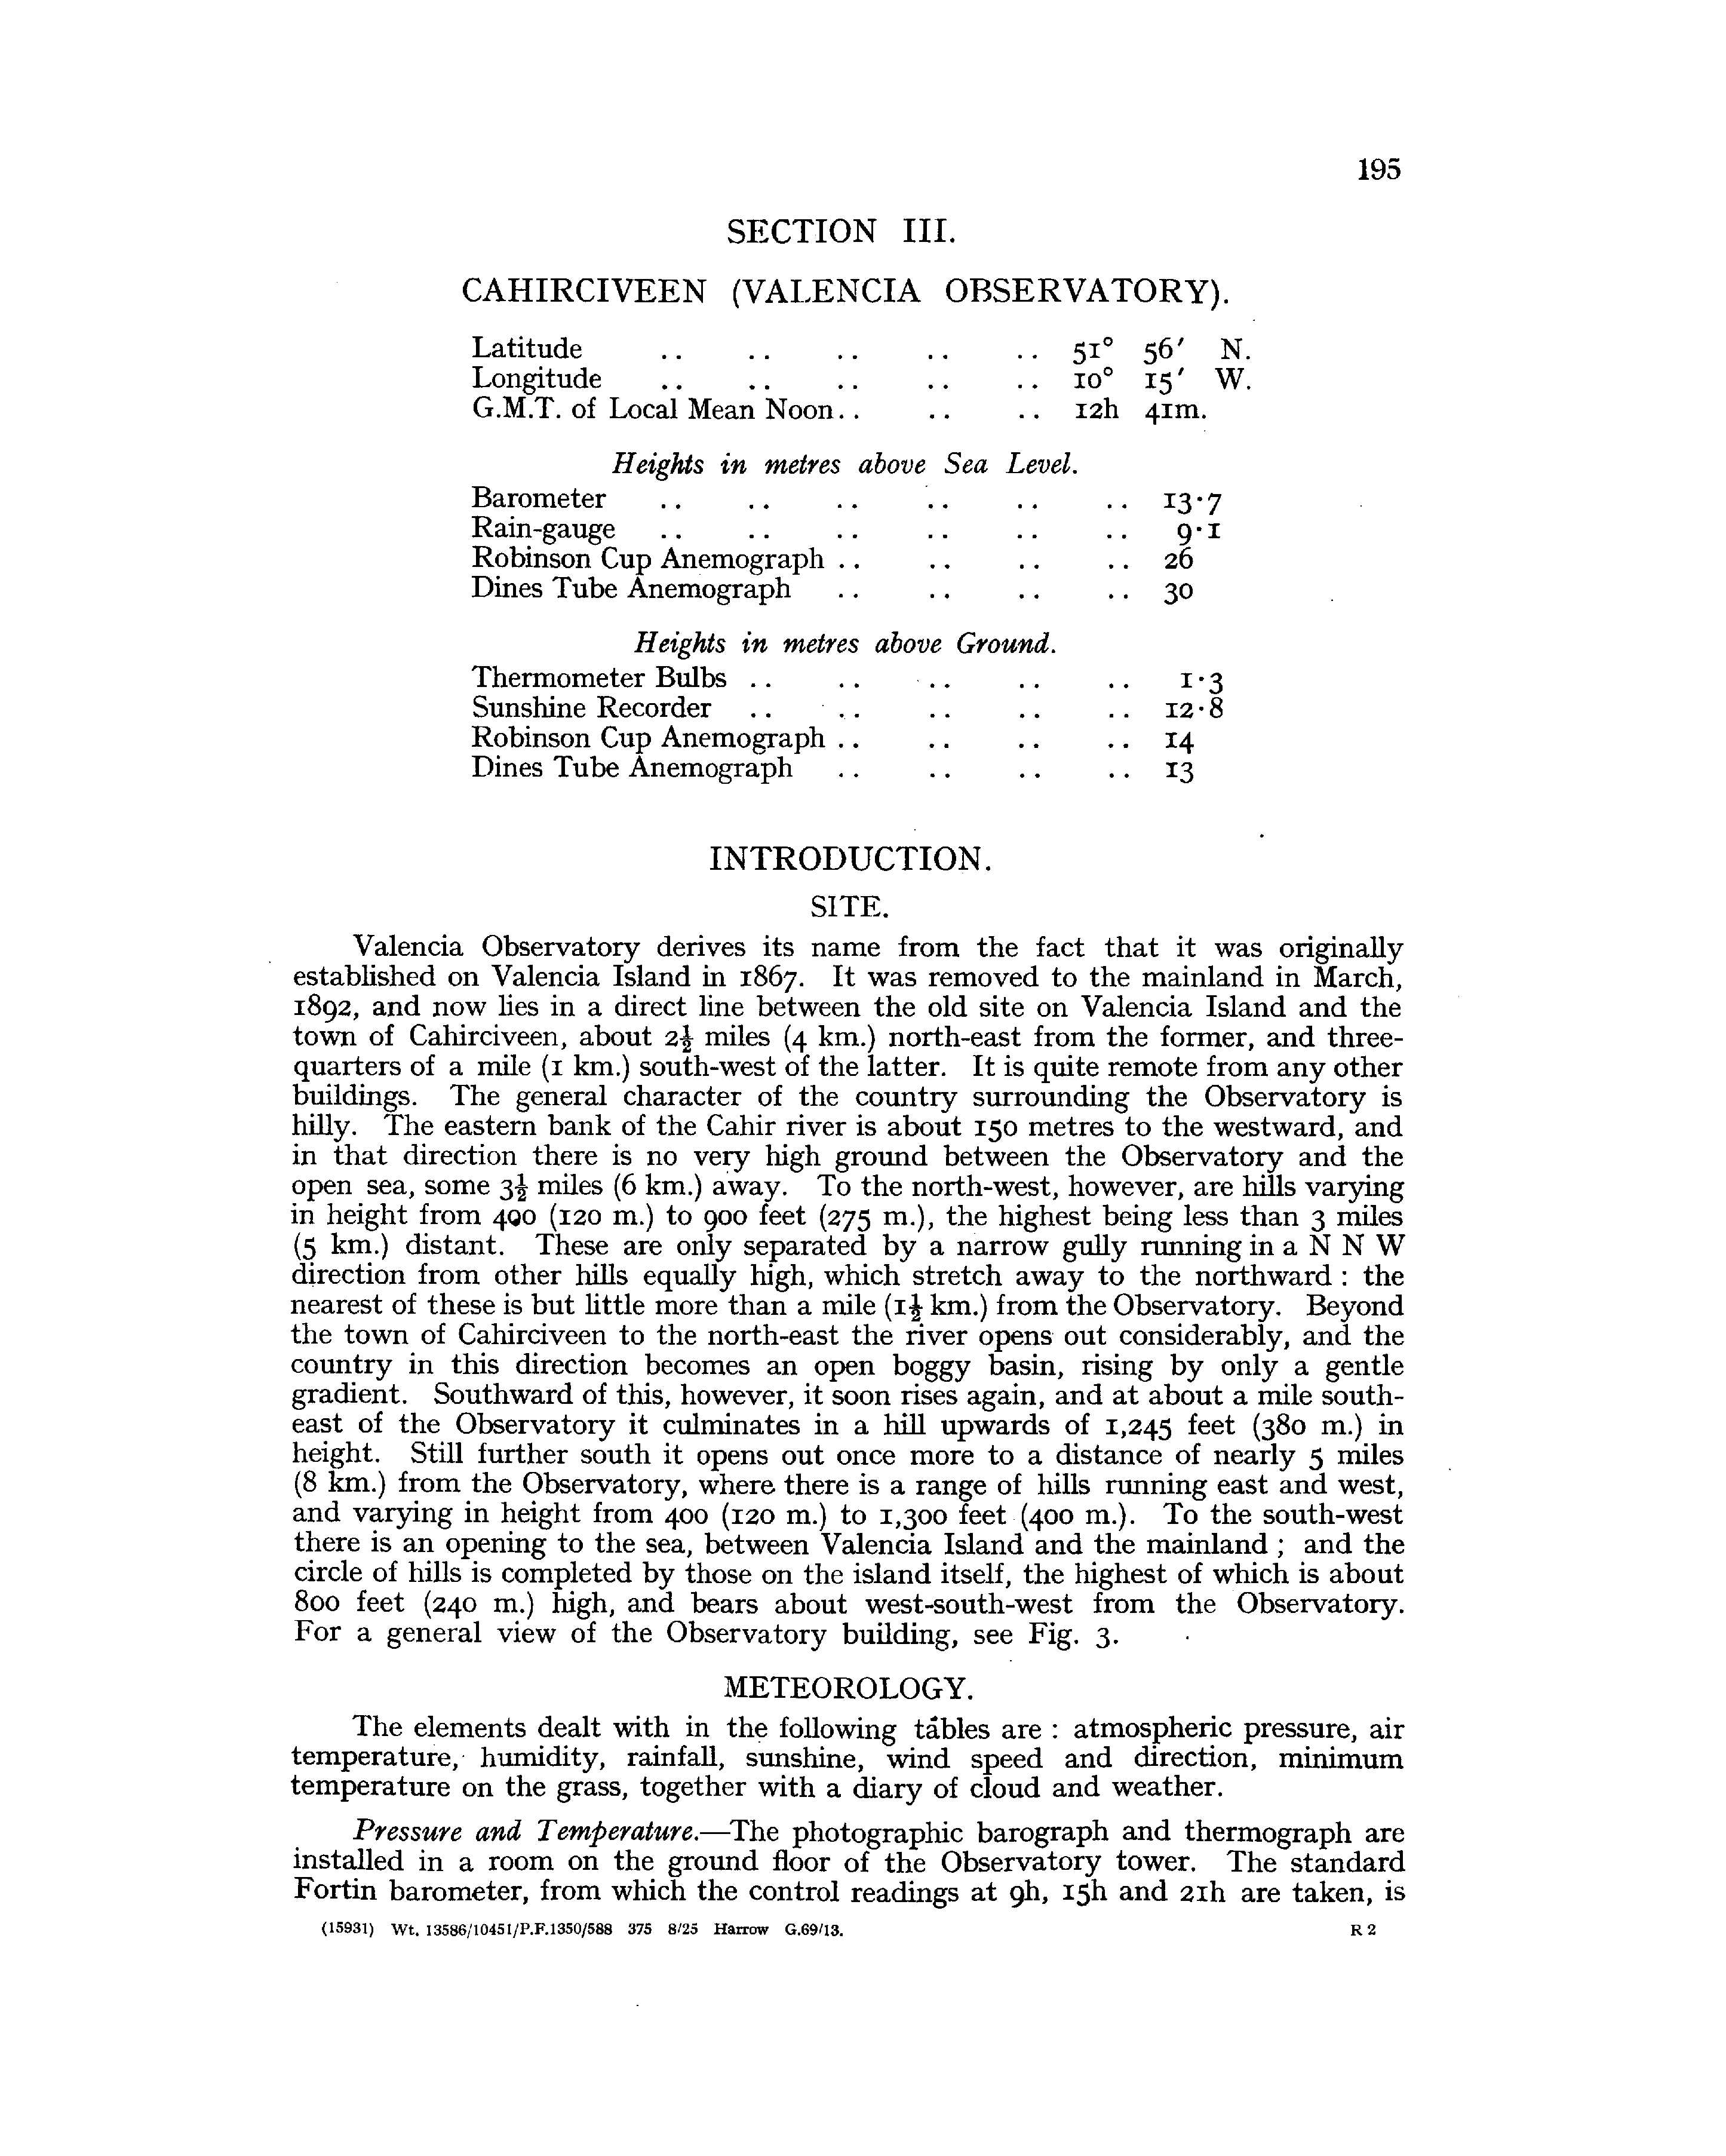 195
SECTION III.
CAHIRCIVEEN (VALENCIA OBSERVATORY).
Latitude .. .. .. .. .. 51° 56′ N.
Longitude .. .. .. .. .. 10° 15′ W.
G.M.T. of Local Mean Noon.. .. .. 12h 41m.
Heights in metres above Sea Level.
Barometer .. .. .. .. .. .. 13·7
Rain-gauge .. .. .. .. .. .. 9·1
Robinson Cup Anemograph .. .. .. .. 26
Dines Tube Anemograph .. .. .. .. 30
Heights in metres above Ground.
Thermometer Bulbs .. .. .. .. .. 1·3
Sunshine Recorder .. .. .. .. .. 12·8
Robinson Cup Anemograph .. .. .. .. 14
Dines Tube Anemograph .. .. .. .. 13
INTRODUCTION.
SITE.
Valencia Observatory derives its name from the fact that it was originally
established on Valencia Island in 1867. It was removed to the mainland in March,
1892, and now lies in a direct line between the old site on Valencia Island and the
town of Cahirciveen, about 2½ miles (4 km.) north-east from the former, and three-
quarters of a mile (1 km.) south-west of the latter. It is quite remote from any other
buildings. The general character of the country surrounding the Observatory is
hilly. The eastern bank of the Cahir river is about 150 metres to the westward, and
in that direction there is no very high ground between the Observatory and the
open sea, some 3½ miles (6 km.) away. To the north-west, however, are hills varying
in height from 400 (120 m.) to 900 feet (275 m.), the highest being less than 3 miles
(5 km.) distant. These are only separated by a narrow gully running in a N N W
direction from other hills equally high, which stretch away to the northward : the
nearest of these is but little more than a mile (1½ km.) from the Observatory. Beyond
the town of Cahirciveen to the north-east the river opens out considerably, and the
country in this direction becomes an open boggy basin, rising by only a gentle
gradient. Southward of this, however, it soon rises again, and at about a mile south-
east of the Observatory it culminates in a hill upwards of 1,245 feet (380 m.) in
height. Still further south it opens out once more to a distance of nearly 5 miles
(8 km.) from the Observatory, where there is a range of hills running east and west,
and varying in height from 400 (120 m.) to 1,300 feet (400 m.). To the south-west
there is an opening to the sea, between Valencia Island and the mainland ; and the
circle of hills is completed by those on the island itself, the highest of which is about
800 feet (240 m.) high, and bears about west-south-west from the Observatory.
For a general view of the Observatory building, see Fig. 3.
METEOROLOGY.
The elements dealt with in the following tables are : atmospheric pressure, air
temperature, humidity, rainfall, sunshine, wind speed and direction, minimum
temperature on the grass, together with a diary of cloud and weather.
Pressure and Temperature.—The photographic barograph and thermograph are
installed in a room on the ground floor of the Observatory tower. The standard
Fortin barometer, from which the control readings at 9h, 15h and 21h are taken, is
(15931) Wt. 13586/10451/P.F.1350/588 375 8/25 Harrow G.69/13. R 2